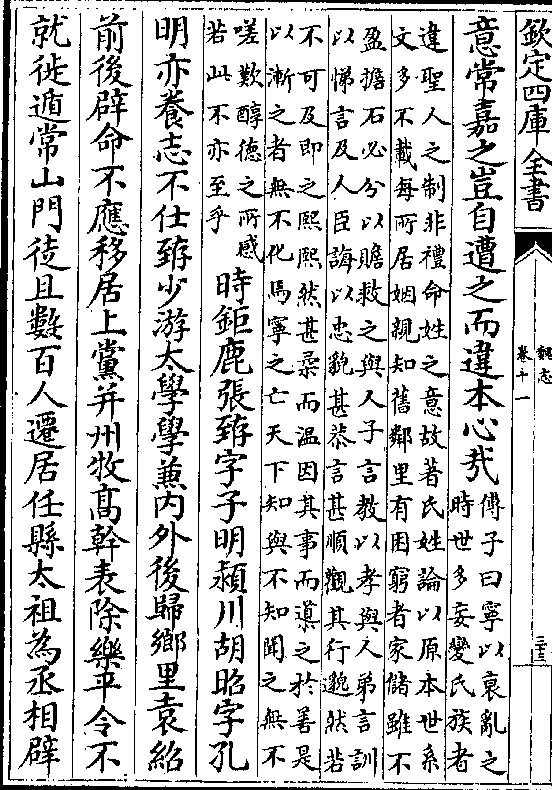 欽定四庫全書
魏志
卷十一
三十三
意常嘉之豈自遭之而違本心哉傅子曰寧以衰亂之
時世多妄變氏族者
違聖人之制非禮命姓之意故著氏姓論以原本世系
文多不載每所居姻親知舊鄰里有困窮者家儲雖不
盈擔石必分以贍救之與人子言教以孝與人弟言訓
以悌言及人臣誨以忠貌甚恭言甚順觀其行邈然若
不可及即之熙熙然甚柔而溫因其事而導之於善是
以漸之者無不化焉寧之亡天下知與不知聞之無不
嗟歎醇德之所感
若此不亦至乎
時鉅鹿張臶字子明潁川胡昭字孔
明亦養志不仕臶少游太學學兼內外後歸鄉里袁紹
前後辟命不應移居上黨并州牧高幹表除樂平令不
就徙遁常山門徒且數百人遷居任縣太祖為丞相辟